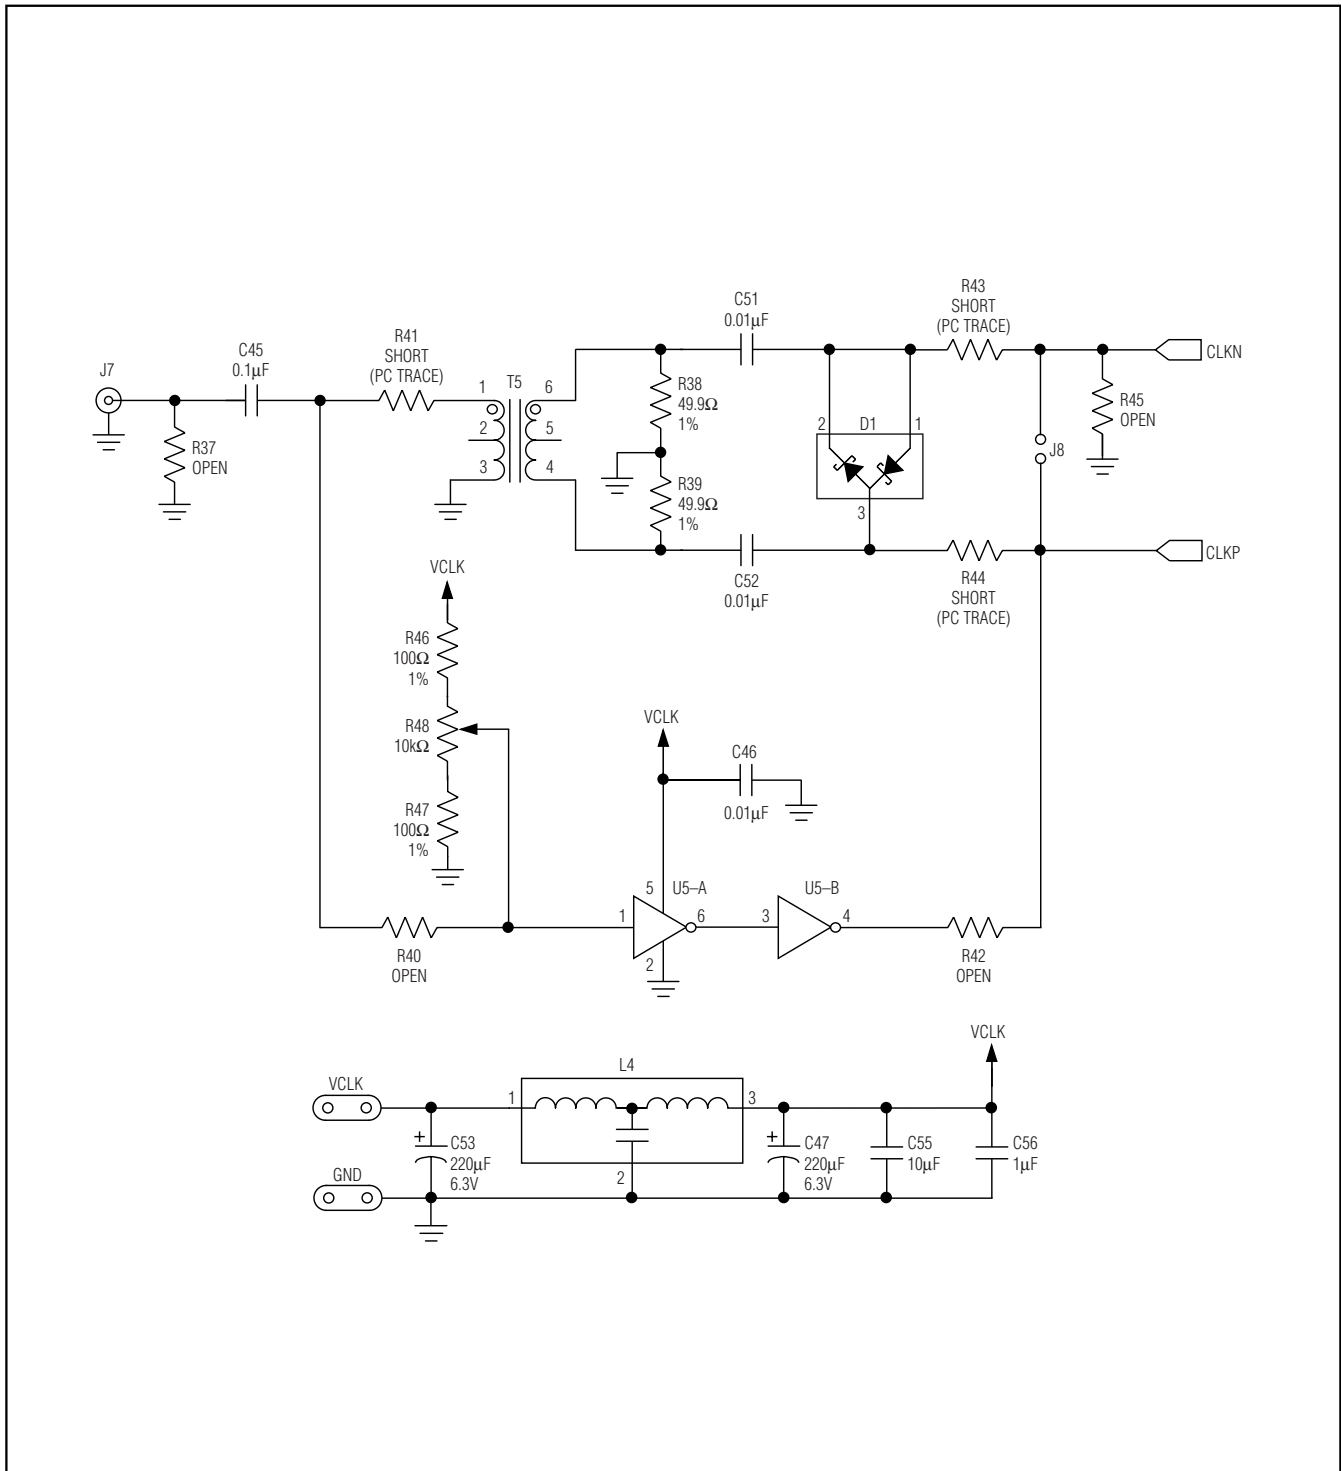 R43
SHORT
(PC TRACE)
C51
0.01µF
R41
SHORT
(PC TRACE)
C45
0.1µF
J7
CLKN
1
T5
6
R38
49.9Ω
1%
R45
OPEN
2
5
2
D1
1
R37
OPEN
J8
3
4
R39
49.9Ω
1%
3
CLKP
C52
0.01µF
R44
SHORT
(PC TRACE)
VCLK
R46
100Ω
1%
R48
10kΩ
R47
100Ω
1%
VCLK
C46
0.01µF
5
U5–A
U5–B
1
6
3
4
2
R40
OPEN
R42
OPEN
VCLK
L4
VCLK
1
3
+
C53
220µF
6.3V
+
C47
220µF
6.3V
C55
10µF
C56
1µF
2
GND